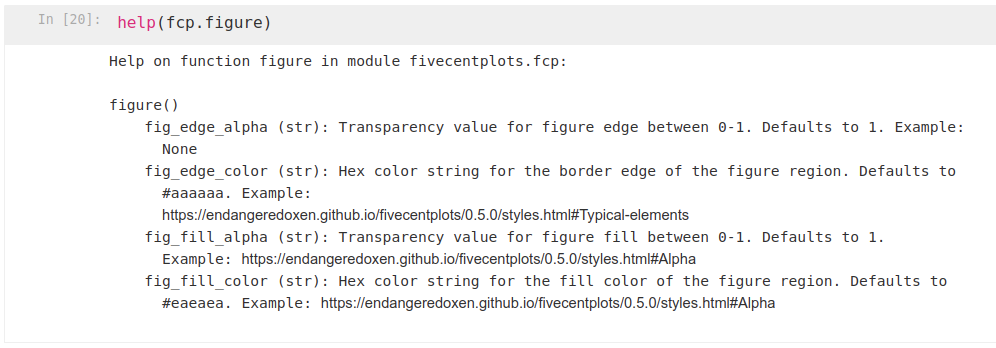 In [20]: help(fcp.figure)
Help on function figure in module fivecentplots.fcp:
figure()
fig_edge_alpha (str): Transparency value for figure edge between 0-1. Defaults to 1. Example:
None
fig_edge_color (str): Hex color string for the border edge of the figure region. Defaults to
#aaaaaa. Example:
https://endangeredoxen.github.io/fivecentplots/0.5.0/styles.html#Typical-elements
fig_fill_alpha (str): Transparency value for figure fill between 0-1. Defaults to 1.
Example: https://endangeredoxen.github.io/fivecentplots/0.5.0/styles.html#Alpha
fig_fill_color (str): Hex color string for the fill color of the figure region. Defaults to
#eaeaea. Example: https://endangeredoxen.github.io/fivecentplots/0.5.0/styles.html#Alpha